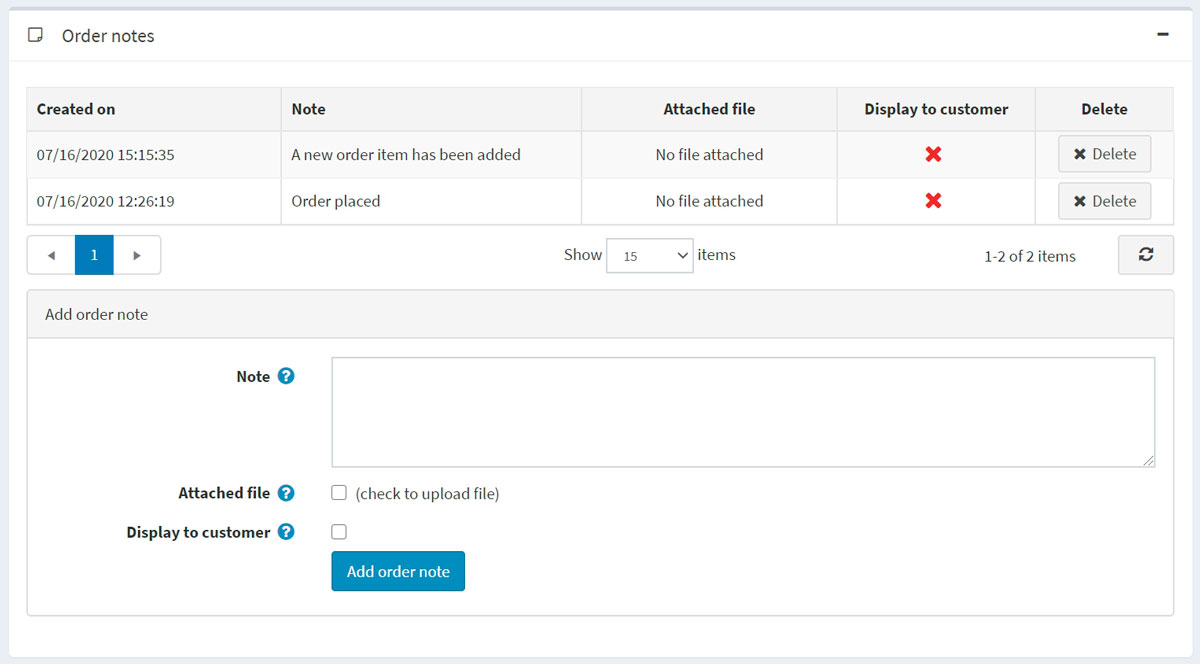 Order notes
Created on Note Attached file Display to customer Delete
07/16/2020 15:15:35 A new order item has been added No file attached Delete
07/16/2020 12:26:19 Order placed No file attached Delete
1 Show 15 items 1-2 of 2 items
Add order note
Note ?
Attached file ? (check to upload file)
Display to customer ?
Add order note